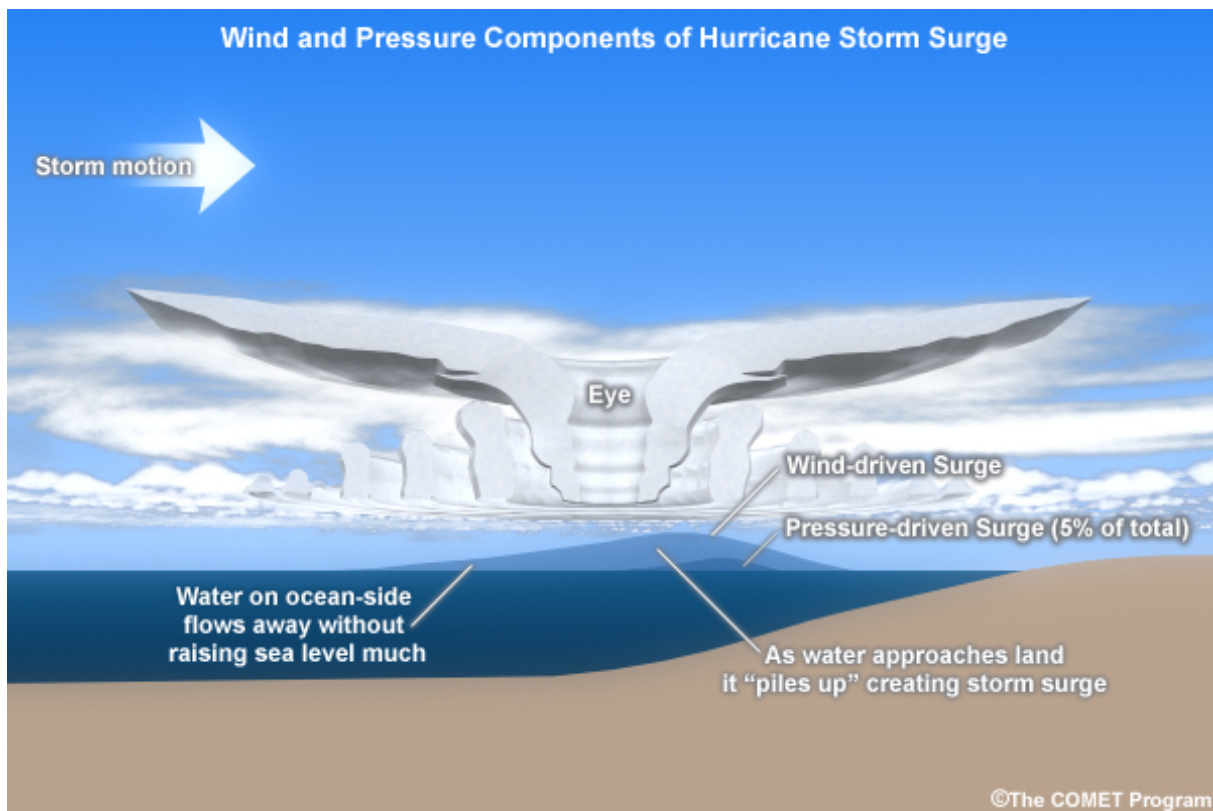 Wind and Pressure Components of Hurricane Storm Surge
Storm motion
Eye
Wind-driven Surge
Pressure-driven Surge (5% of total)
Water on ocean-side
flows away without
raising sea level much
As water approaches land
it “piles up” creating storm surge
©The COMET Program